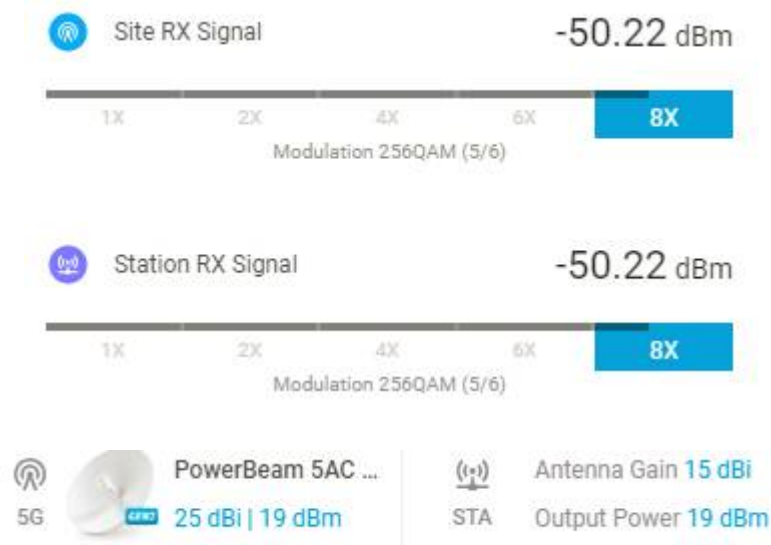 Site RX Signal -50.22 dBm
1X 2X 4X 6X 8X
Modulation 256QAM (5/6)
Station RX Signal -50.22 dBm
1X 2X 4X 6X 8X
Modulation 256QAM (5/6)
PowerBeam 5AC ... Antenna Gain 15 dBi
5G GEN2 25 dBi | 19 dBm STA Output Power 19 dBm